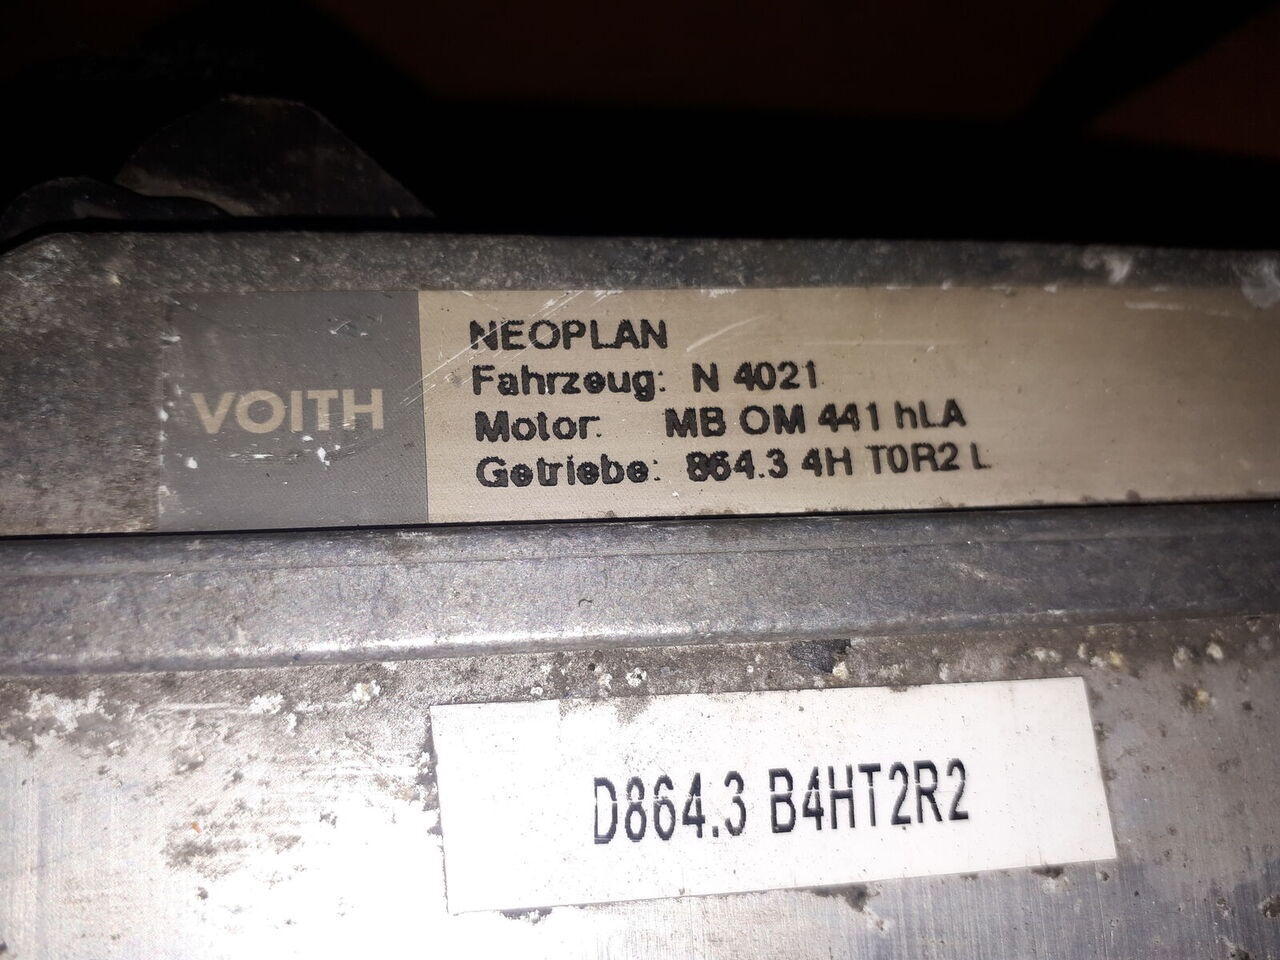 VOITH
NEOPLAN
Fahrzeug: N 4021
Motor: MB OM 441 hLA
Getriebe: 864.3 4H T0R2 L
D864.3 B4HT2R2